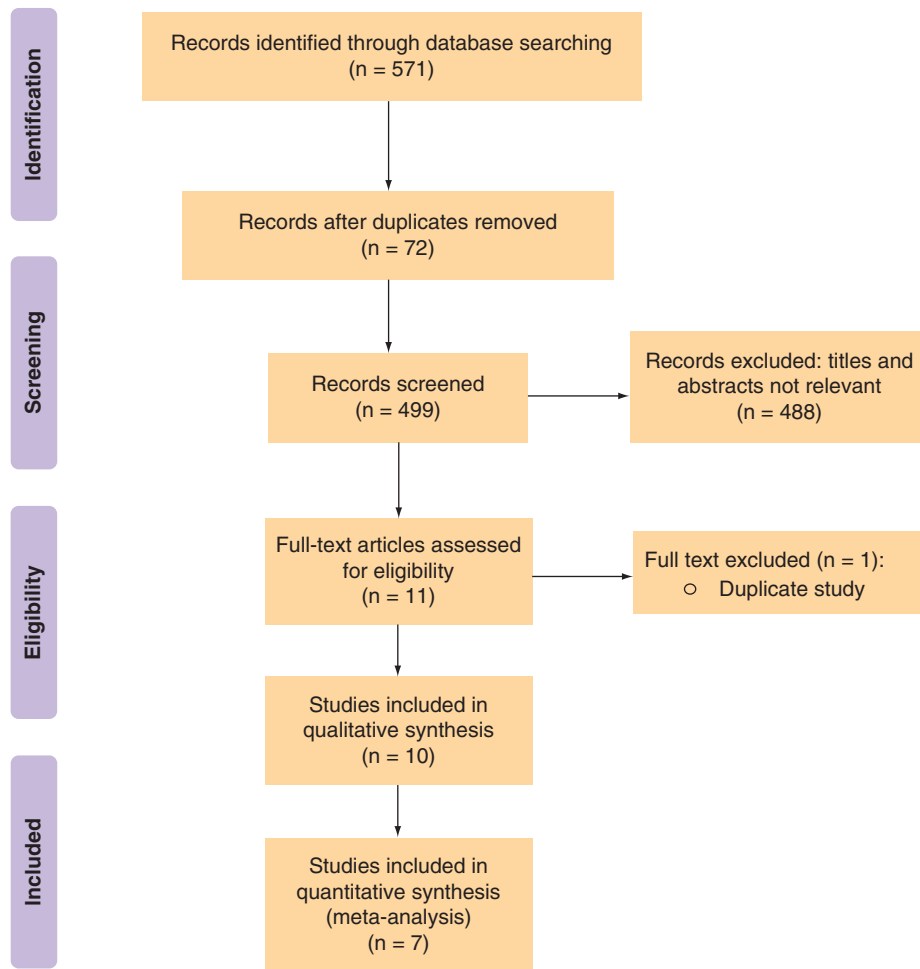 Identification
Records identified through database searching
(n = 571)
Records after duplicates removed
(n = 72)
Screening
Records screened
(n = 499)
Records excluded: titles and
abstracts not relevant
(n = 488)
Eligibility
Full-text articles assessed
for eligibility
(n = 11)
Full text excluded (n = 1):
○ Duplicate study
Studies included in
qualitative synthesis
(n = 10)
Included
Studies included in
quantitative synthesis
(meta-analysis)
(n = 7)